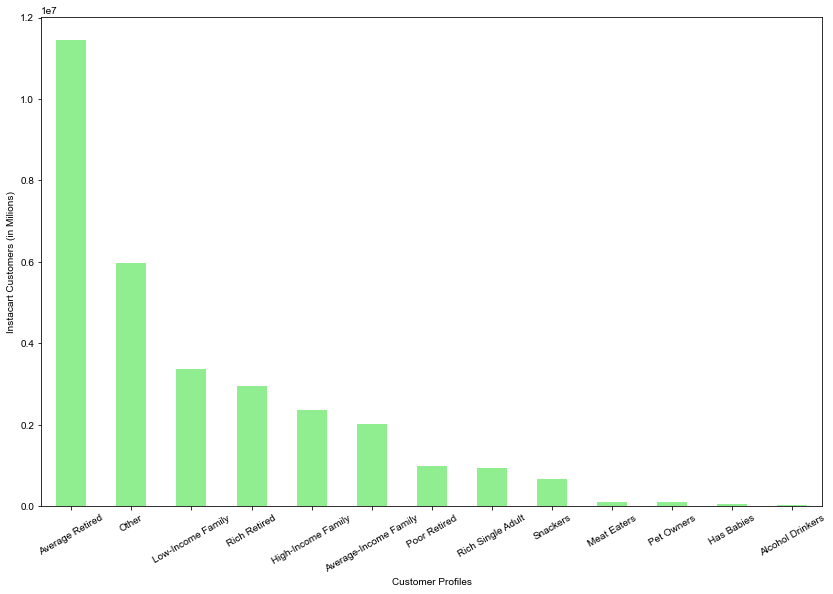 1e7
1.2
1.0
0.8
0.6
0.4
0.2
0.0
Instacart Customers (in Milions)
Average Retired
Other
Low-Income Family
Rich Retired
High-Income Family
Average-Income Family
Poor Retired
Rich Single Adult
Snackers
Meat Eaters
Pet Owners
Has Babies
Alcohol Drinkers
Customer Profiles